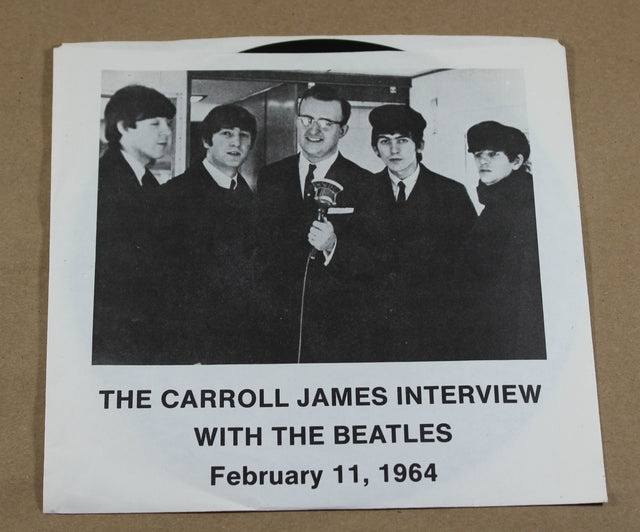 THE CARROLL JAMES INTERVIEW
WITH THE BEATLES
February 11, 1964